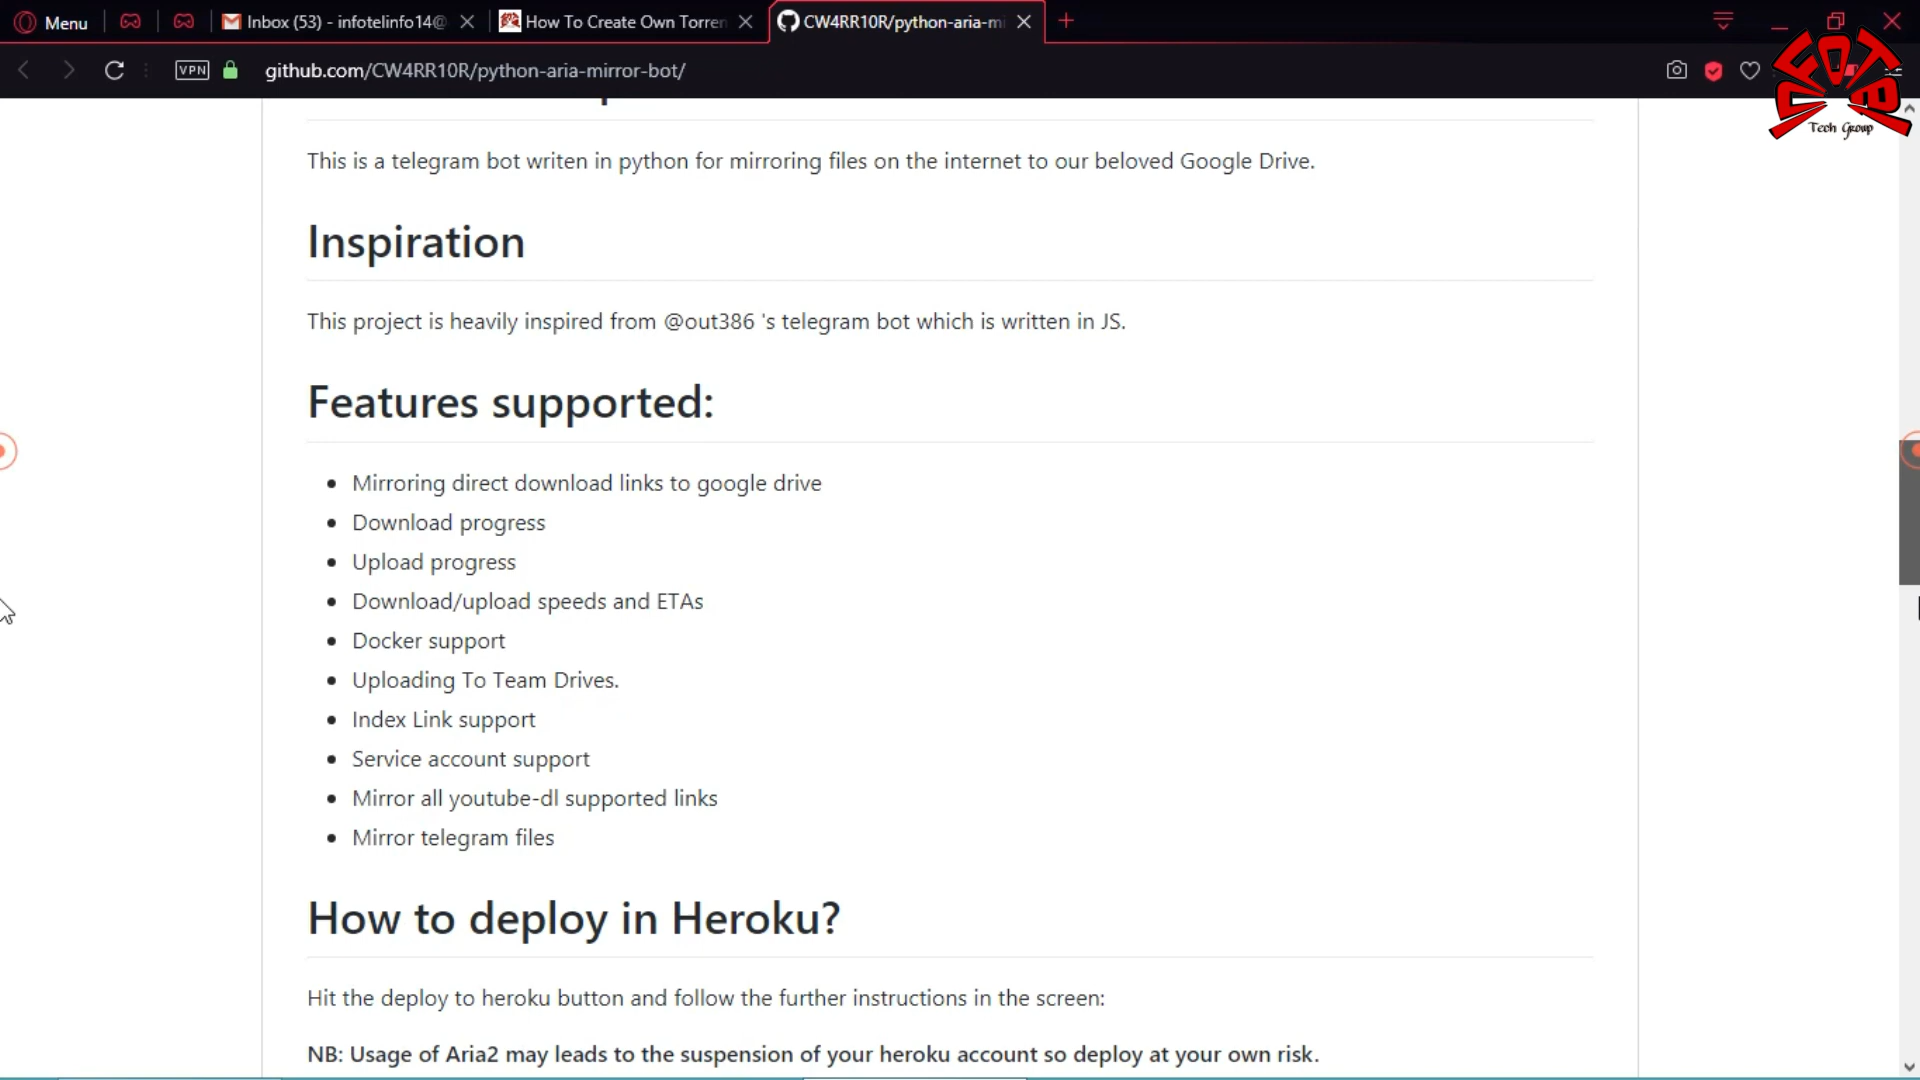 Menu
Inbox (53) - infotelinfo14@
How To Create Own Torren
CW4RR10R/python-aria-mi
VPN
github.com/CW4RR10R/python-aria-mirror-bot/
Tech Group
This is a telegram bot writen in python for mirroring files on the internet to our beloved Google Drive.
Inspiration
This project is heavily inspired from @out386 's telegram bot which is written in JS.
Features supported:
Mirroring direct download links to google drive
Download progress
Upload progress
Download/upload speeds and ETAs
Docker support
Uploading To Team Drives.
Index Link support
Service account support
Mirror all youtube-dl supported links
Mirror telegram files
How to deploy in Heroku?
Hit the deploy to heroku button and follow the further instructions in the screen:
NB: Usage of Aria2 may leads to the suspension of your heroku account so deploy at your own risk.